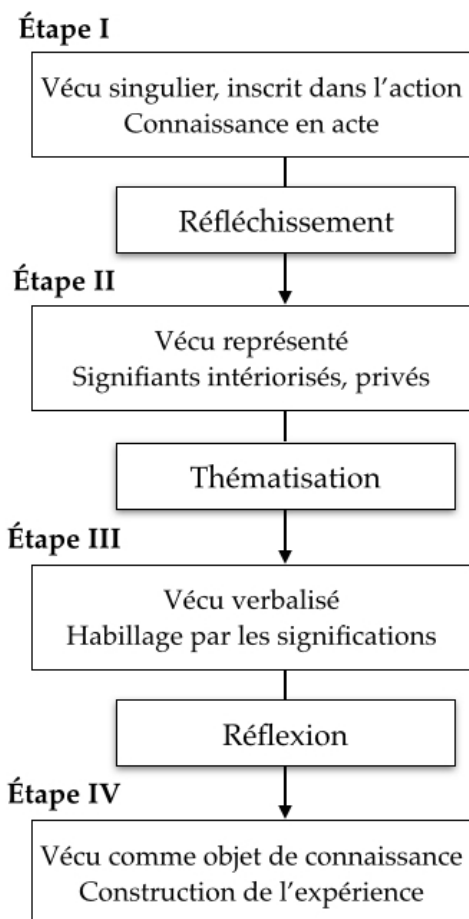 Étape I
Vécu singulier, inscrit dans l’action
Connaissance en acte
Réfléchissement
Étape II
Vécu représenté
Signifiants intériorisés, privés
Thématisation
Étape III
Vécu verbalisé
Habillage par les significations
Réflexion
Étape IV
Vécu comme objet de connaissance
Construction de l’expérience